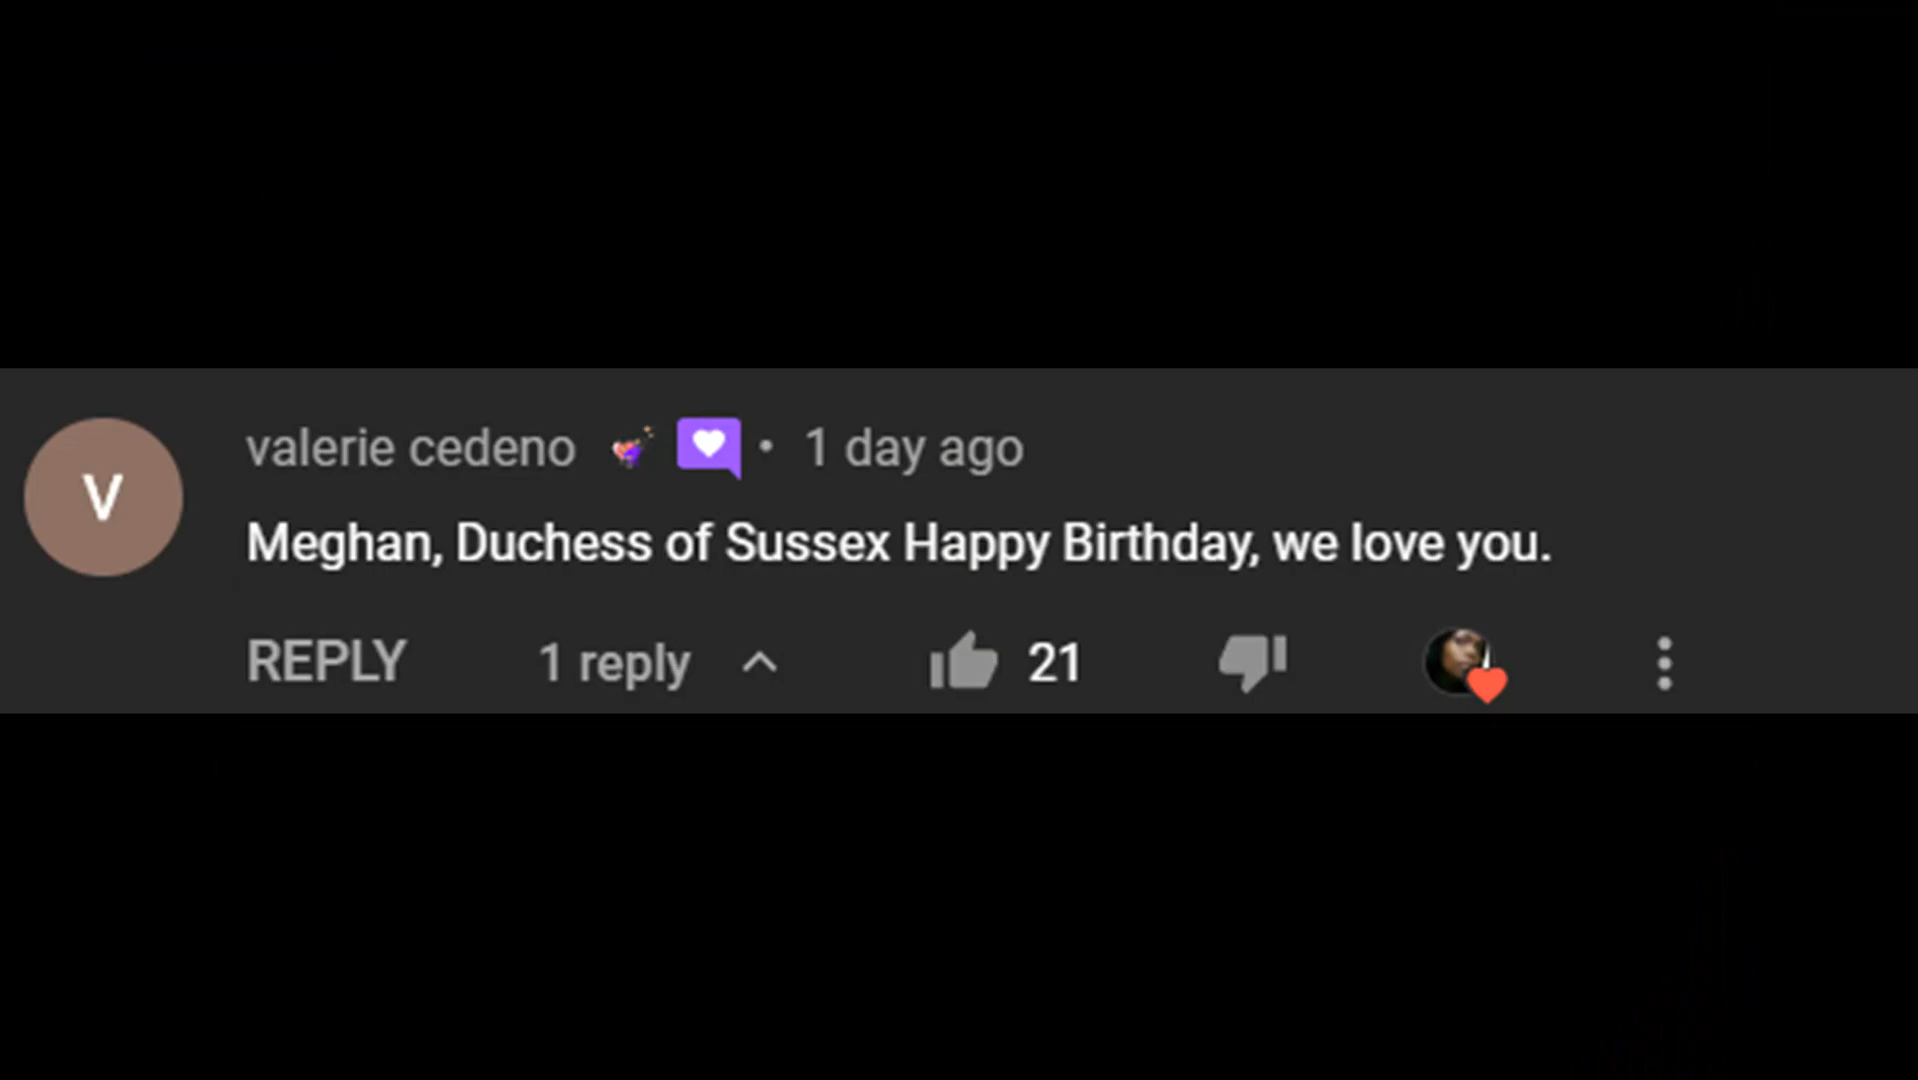 V
valerie cedeno • 1 day ago
Meghan, Duchess of Sussex Happy Birthday, we love you.
REPLY 1 reply 21